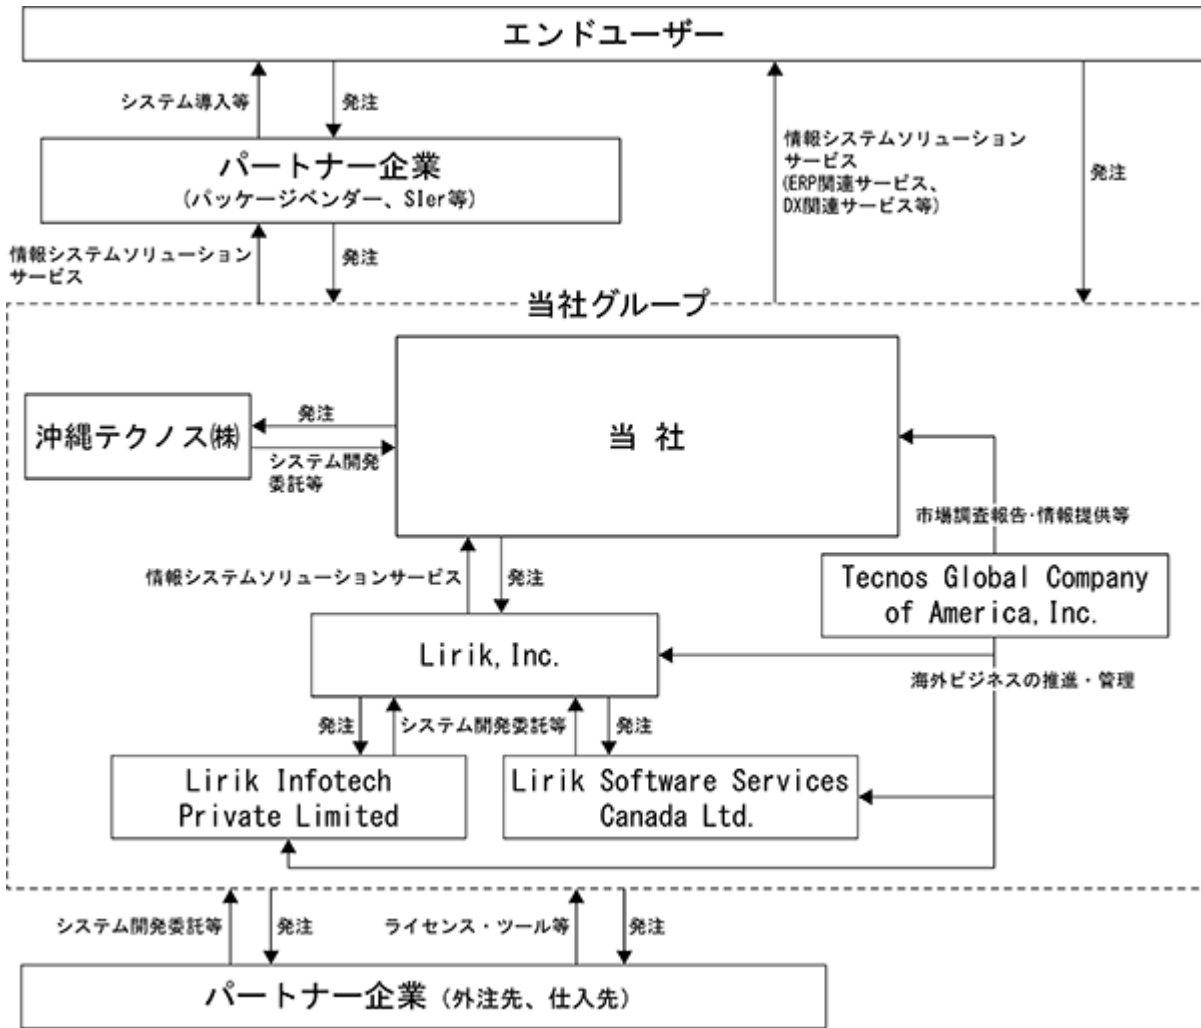 エンドユーザー
システム導入等
発注
パートナー企業
(パッケージベンダー、SIer等)
情報システムソリューション
サービス
(ERP関連サービス、
DX関連サービス等)
発注
情報システムソリューション
サービス
発注
当社グループ
当 社
沖縄テクノス㈱
発注
システム開発
委託等
市場調査報告・情報提供等
Tecnos Global Company
of America, Inc.
情報システムソリューションサービス
発注
Lirik, Inc.
海外ビジネスの推進・管理
発注
システム開発委託等
発注
Lirik Infotech
Private Limited
Lirik Software Services
Canada Ltd.
システム開発委託等
発注
ライセンス・ツール等
発注
パートナー企業(外注先、仕入先)